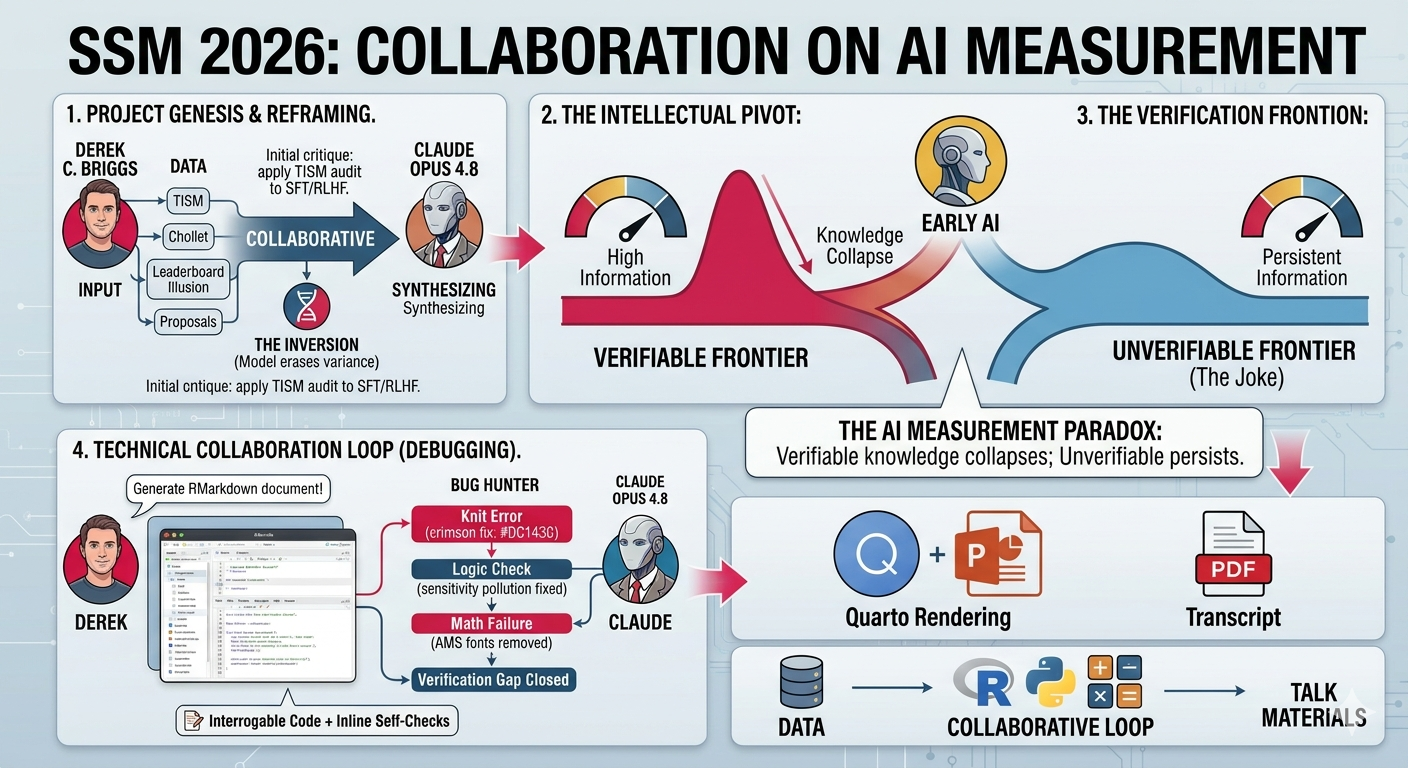 SSM 2026: COLLABORATION ON AI MEASUREMENT
1. PROJECT GENESIS & REFRAMING.
DEREK
C. BRIGGS
INPUT
DATA
TISM
Chollet
Leaderboard
Illusion
Proposals
Initial critique:
apply TISM audit
to SFT/RLHF.
COLLABORATIVE
CLAUDE
OPUS 4.8
SYNTHESIZING
Synthesizing
THE INVERSION
(Model erases variance)
Initial cntique: apply TISM audit to SFT/RLHF.
2. THE INTELLECTUAL PIVOT:
3. THE VERIFICATION FRONTION:
High
Information
Knowledge
Collapse
EARLY AI
Persistent
Information
VERIFIABLE FRONTIER
UNVERIFIABLE FRONTIER
(The Joke)
THE AI MEASUREMENT PARADOX:
Verifiable knowledge collapses; Unverifiable persists.
4. TECHNICAL COLLABORATION LOOP (DEBUGGING).
Generate RMarkdown document!
DEREK
BUG HUNTER
Knit Error
(erimson fix: #DC143G)
Logic Check
(sensitivity pollution fixed)
Math Failure
(AMS fonts removed)
Verification Gap Closed
CLAUDE
OPUS 4.8
CLAUDE
Interrogable Code + Inline Self-Checks
Q
+
P
Quarto Rendering
PDF
Transcript
DATA
R
+ −
× =
COLLABORATIVE LOOP
TALK
MATERIALS